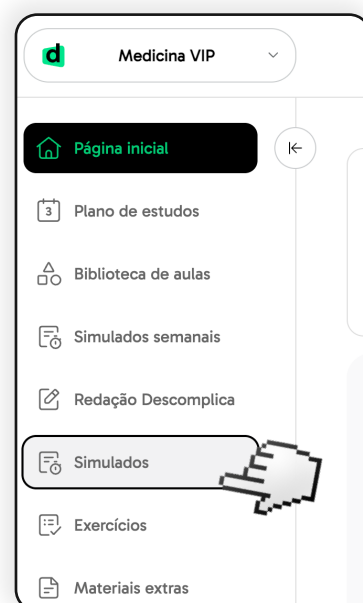 d
Medicina VIP
Página inicial
3
Plano de estudos
Biblioteca de aulas
Simulados semanais
Redação Descomplica
Simulados
Exercícios
Materiais extras